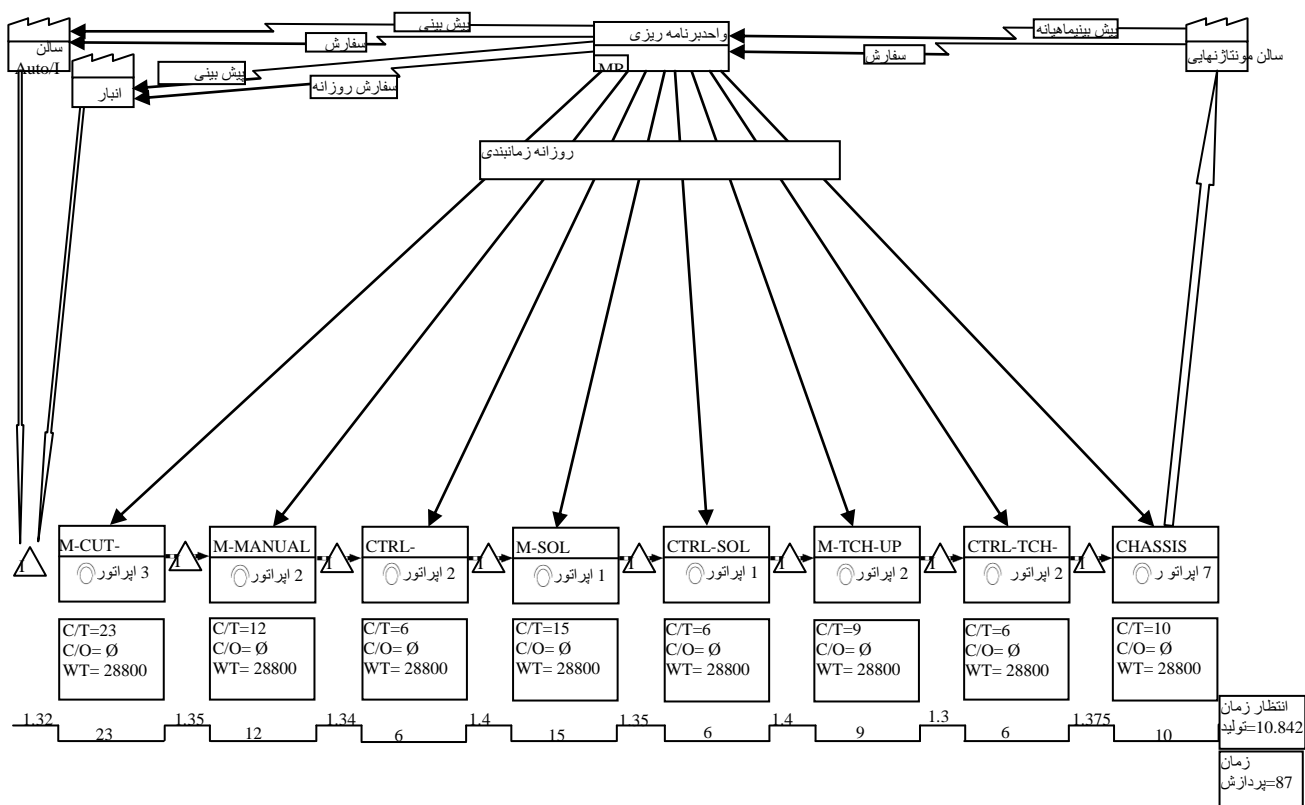 پیش بینی
پیش بینیماهیانه
واحدبرنامه ریزی
سالن
Auto/I
سفارش
سفارش
سالن مونتاژنهایی
MP
پیش بینی
انبار
سفارش روزانه
روزانه زمانبندی
M-CUT-
M-MANUAL
CTRL-
M-SOL
CTRL-SOL
M-TCH-UP
CTRL-TCH-
CHASSIS
I
I
I
I
I
I
I
I
3 اپراتور
2 اپراتور
2 اپراتور
1 اپراتور
1 اپراتور
2 اپراتور
2 اپراتور
7 اپراتو ر
C/T=23
C/O= Ø
WT= 28800
C/T=12
C/O= Ø
WT= 28800
C/T=6
C/O= Ø
WT= 28800
C/T=15
C/O= Ø
WT= 28800
C/T=6
C/O= Ø
WT= 28800
C/T=9
C/O= Ø
WT= 28800
C/T=6
C/O= Ø
WT= 28800
C/T=10
C/O= Ø
WT= 28800
1.32
1.35
1.34
1.4
1.35
1.4
1.3
1.375
23
12
6
15
6
9
6
10
انتظار زمان
تولید=10.842
زمان
پردازش=87